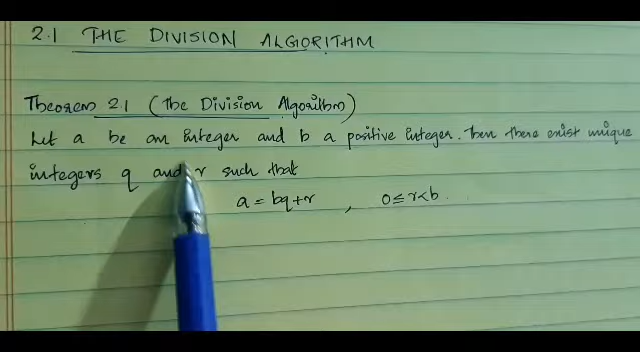 2.1 THE DIVISION ALGORITHM
Theorem 2.1 (The Division Algorithm)
Let a be an integer and b a positive integer. Then there exist unique
integers q and r such that
a = bq+r , 0≤r<b.